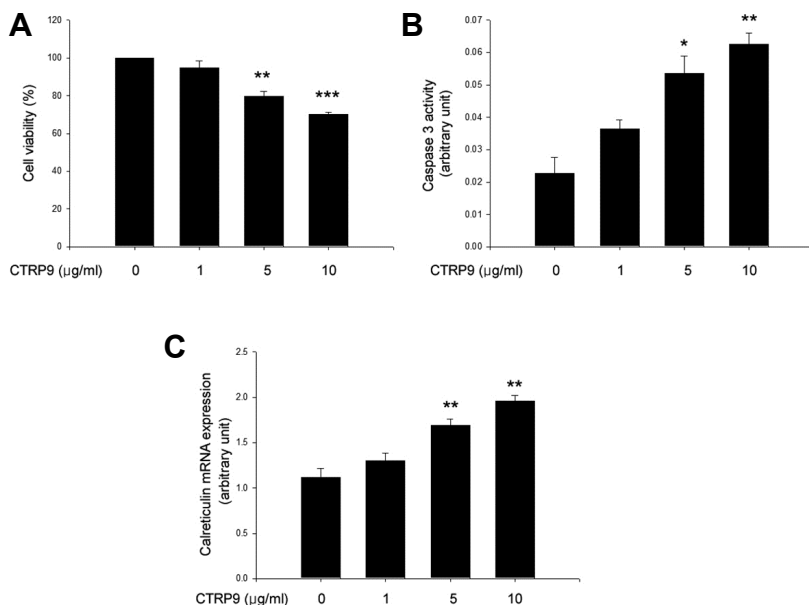 A
Cell viability (%)
120
100
80
60
40
20
0
** ***
CTRP9 (μg/ml) 0 1 5 10
B
Caspase 3 activity
(arbitrary unit)
0.07
0.06
0.05
0.04
0.03
0.02
0.01
0.00
* **
CTRP9 (μg/ml) 0 1 5 10
C
Calreticulin mRNA expression
(arbitrary unit)
2.5
2.0
1.5
1.0
0.5
0.0
** **
CTRP9 (μg/ml) 0 1 5 10